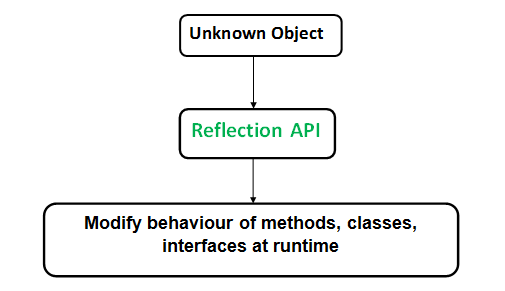 Unknown Object
Reflection API
Modify behaviour of methods, classes,
interfaces at runtime